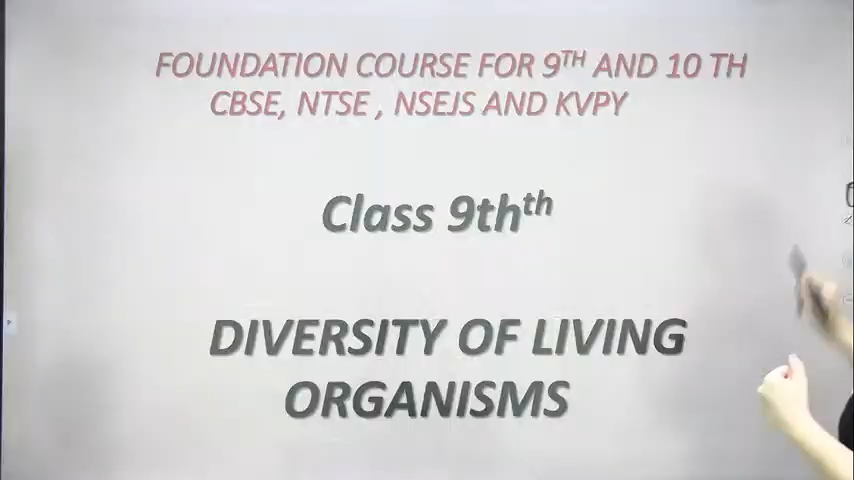 FOUNDATION COURSE FOR 9TH AND 10 TH
CBSE, NTSE , NSEJS AND KVPY
Class 9thth
DIVERSITY OF LIVING
ORGANISMS